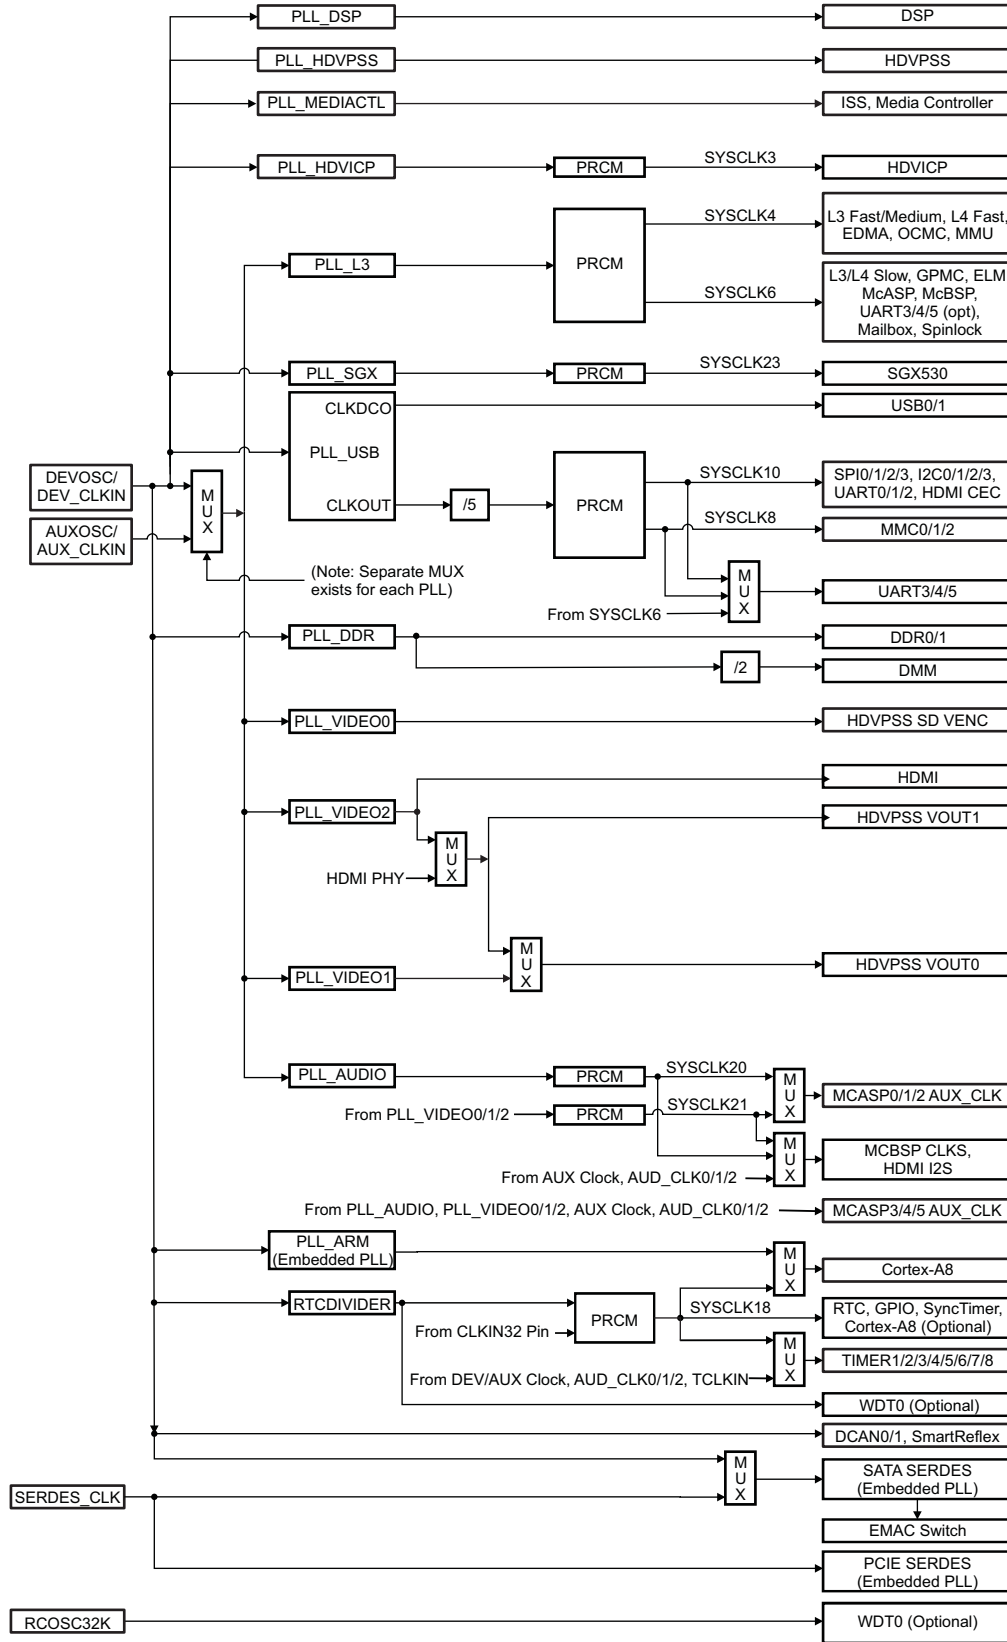 PLL_DSP
DSP
PLL_HDVPSS
HDVPSS
PLL_MEDIACTL
ISS, Media Controller
PLL_HDVICP
PRCM
SYSCLK3
HDVICP
PLL_L3
PRCM
SYSCLK4
L3 Fast/Medium, L4 Fast,
EDMA, OCMC, MMU
SYSCLK6
L3/L4 Slow, GPMC, ELM
McASP, McBSP,
UART3/4/5 (opt),
Mailbox, Spinlock
PLL_SGX
PRCM
SYSCLK23
SGX530
CLKDCO
PLL_USB
CLKOUT
USB0/1
DEVOSC/
DEV_CLKIN
AUXOSC/
AUX_CLKIN
M
U
X
(Note: Separate MUX
exists for each PLL)
/5
PRCM
SYSCLK10
SPI0/1/2/3, I2C0/1/2/3,
UART0/1/2, HDMI CEC
SYSCLK8
MMC0/1/2
M
U
X
From SYSCLK6
UART3/4/5
PLL_DDR
DDR0/1
/2
DMM
PLL_VIDEO0
HDVPSS SD VENC
HDMI
PLL_VIDEO2
HDVPSS VOUT1
M
U
X
HDMI PHY
M
U
X
PLL_VIDEO1
HDVPSS VOUT0
PLL_AUDIO
PRCM
SYSCLK20
M
U
X
MCASP0/1/2 AUX_CLK
From PLL_VIDEO0/1/2
PRCM
SYSCLK21
M
U
X
MCBSP CLKS,
HDMI I2S
From AUX Clock, AUD_CLK0/1/2
From PLL_AUDIO, PLL_VIDEO0/1/2, AUX Clock, AUD_CLK0/1/2
MCASP3/4/5 AUX_CLK
PLL_ARM
(Embedded PLL)
M
U
X
Cortex-A8
RTCDIVIDER
PRCM
SYSCLK18
RTC, GPIO, SyncTimer,
Cortex-A8 (Optional)
From CLKIN32 Pin
M
U
X
TIMER1/2/3/4/5/6/7/8
From DEV/AUX Clock, AUD_CLK0/1/2, TCLKIN
WDT0 (Optional)
DCAN0/1, SmartReflex
M
U
X
SATA SERDES
(Embedded PLL)
SERDES_CLK
EMAC Switch
PCIE SERDES
(Embedded PLL)
RCOSC32K
WDT0 (Optional)